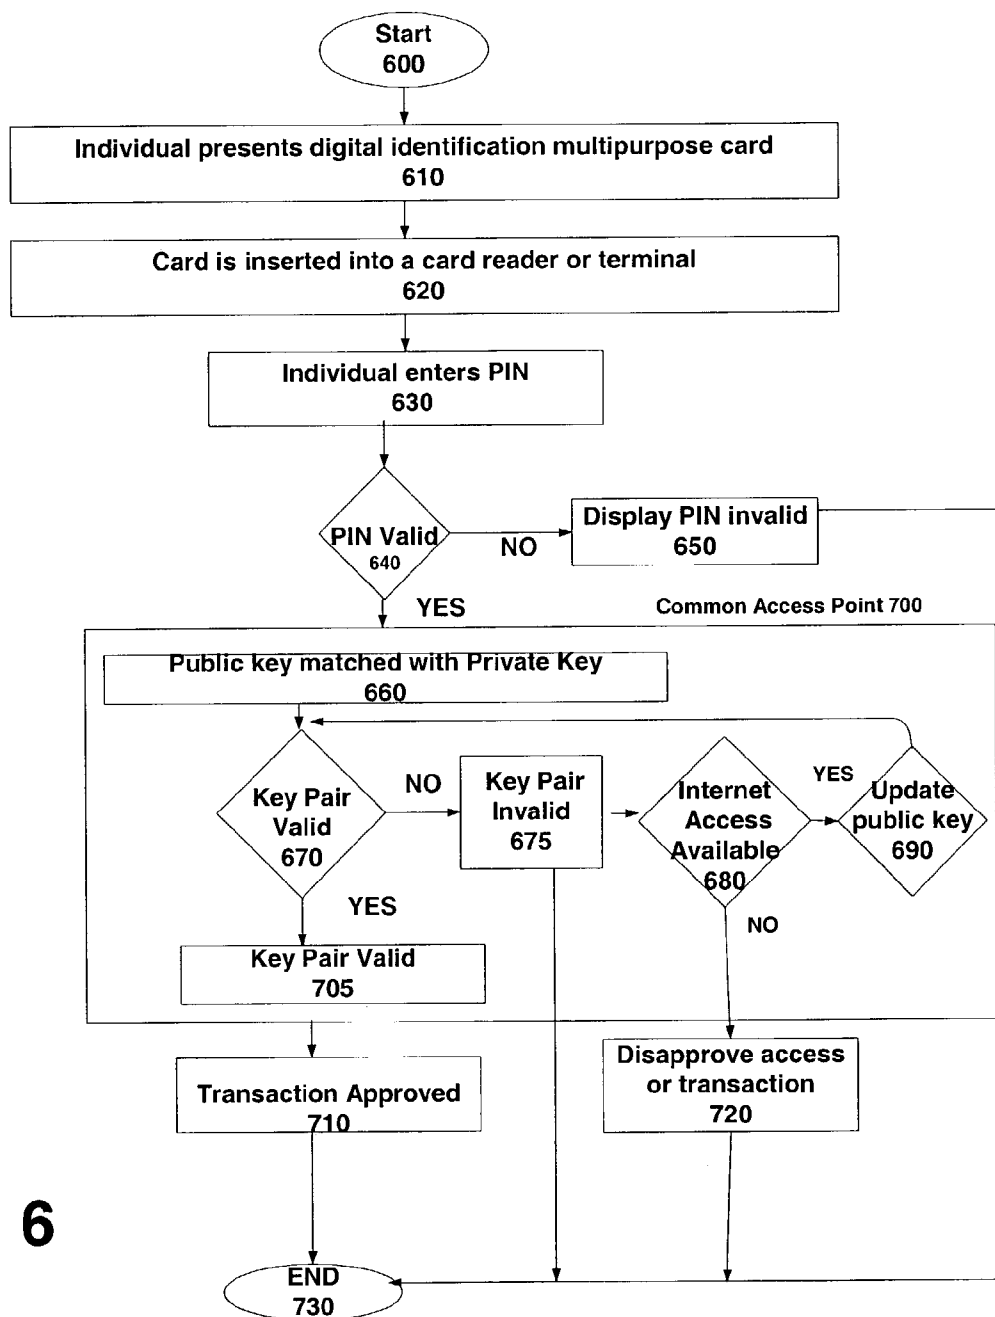 Start
600
Individual presents digital identification multipurpose card
610
Card is inserted into a card reader or terminal
620
Individual enters PIN
630
PIN Valid
640
NO
Display PIN invalid
650
YES
Common Access Point 700
Public key matched with Private Key
660
Key Pair
Valid
670
NO
Key Pair
Invalid
675
Internet
Access
Available
680
YES
Update
public key
690
YES
NO
Key Pair Valid
705
Transaction Approved
710
Disapprove access
or transaction
720
6
END
730